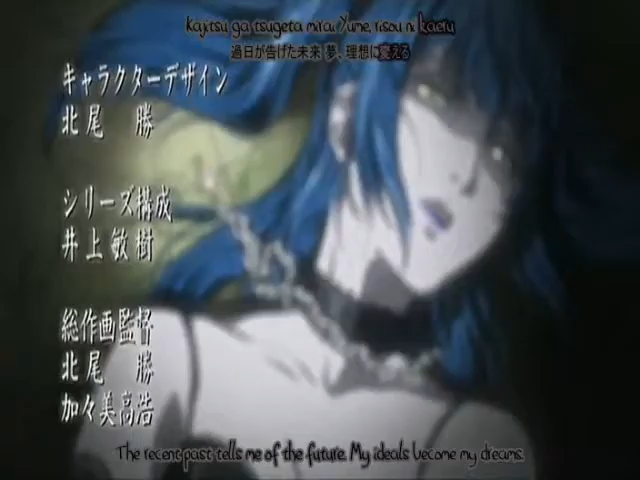 Kajitsu ga tsugeta mirai Yume, risou ni kaeru
過日が告げた未来 夢、理想に変える
キャラクターデザイン
北尾 勝
シリーズ構成
井上敏樹
総作画監督
北尾 勝
加々美高浩
The recent past tells me of the future. My ideals become my dreams.